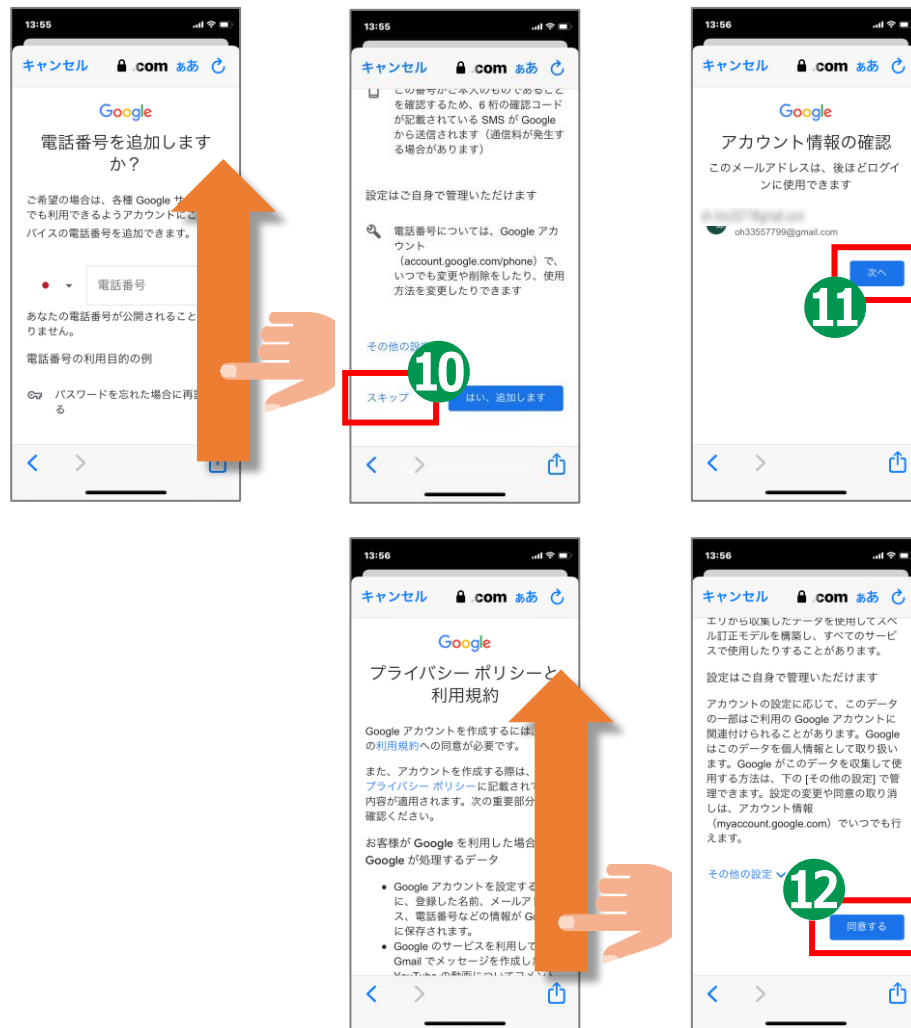 13:55
キャンセル .com ああ
Google
電話番号を追加します
か？
ご希望の場合は、各種 Google サ
でも利用できるようアカウントにこ
バイスの電話番号を追加できます。
電話番号
あなたの電話番号が公開されること
りません。
電話番号の利用目的の例
パスワードを忘れた場合に再設
る
13:55
キャンセル .com ああ
この番号がご本人のものであること
を確認するため、6 桁の確認コード
が記載されている SMS が Google
から送信されます（通信料が発生す
る場合があります）
設定はご自身で管理いただけます
電話番号については、Google アカ
ウント
（account.google.com/phone）で、
いつでも変更や削除をしたり、使用
方法を変更したりできます
その他の設
10
スキップ はい、追加します
13:56
キャンセル .com ああ
Google
アカウント情報の確認
このメールアドレスは、後ほどログイ
ンに使用できます
oh33557799@gmail.com
次へ
11
13:56
キャンセル .com ああ
Google
プライバシー ポリシーと
利用規約
Google アカウントを作成するには、
の利用規約への同意が必要です。
また、アカウントを作成する際は、
プライバシー ポリシーに記載されて
内容が適用されます。次の重要部分
確認ください。
お客様が Google を利用した場合
Google が処理するデータ
• Google アカウントを設定する
に、登録した名前、メールアド
ス、電話番号などの情報が Go
に保存されます。
• Google のサービスを利用して
Gmail でメッセージを作成し
YouTube の動画についてコメント
13:56
キャンセル .com ああ
エリから収集したデータを使用してスペ
ル訂正モデルを構築し、すべてのサービ
スで使用したりすることがあります。
設定はご自身で管理いただけます
アカウントの設定に応じて、このデータ
の一部はご利用の Google アカウントに
関連付けられることがあります。Google
はこのデータを個人情報として取り扱い
ます。Google がこのデータを収集して使
用する方法は、下の [その他の設定] で管
理できます。設定の変更や同意の取り消
しは、アカウント情報
（myaccount.google.com）でいつでも行
えます。
その他の設定
12
同意する